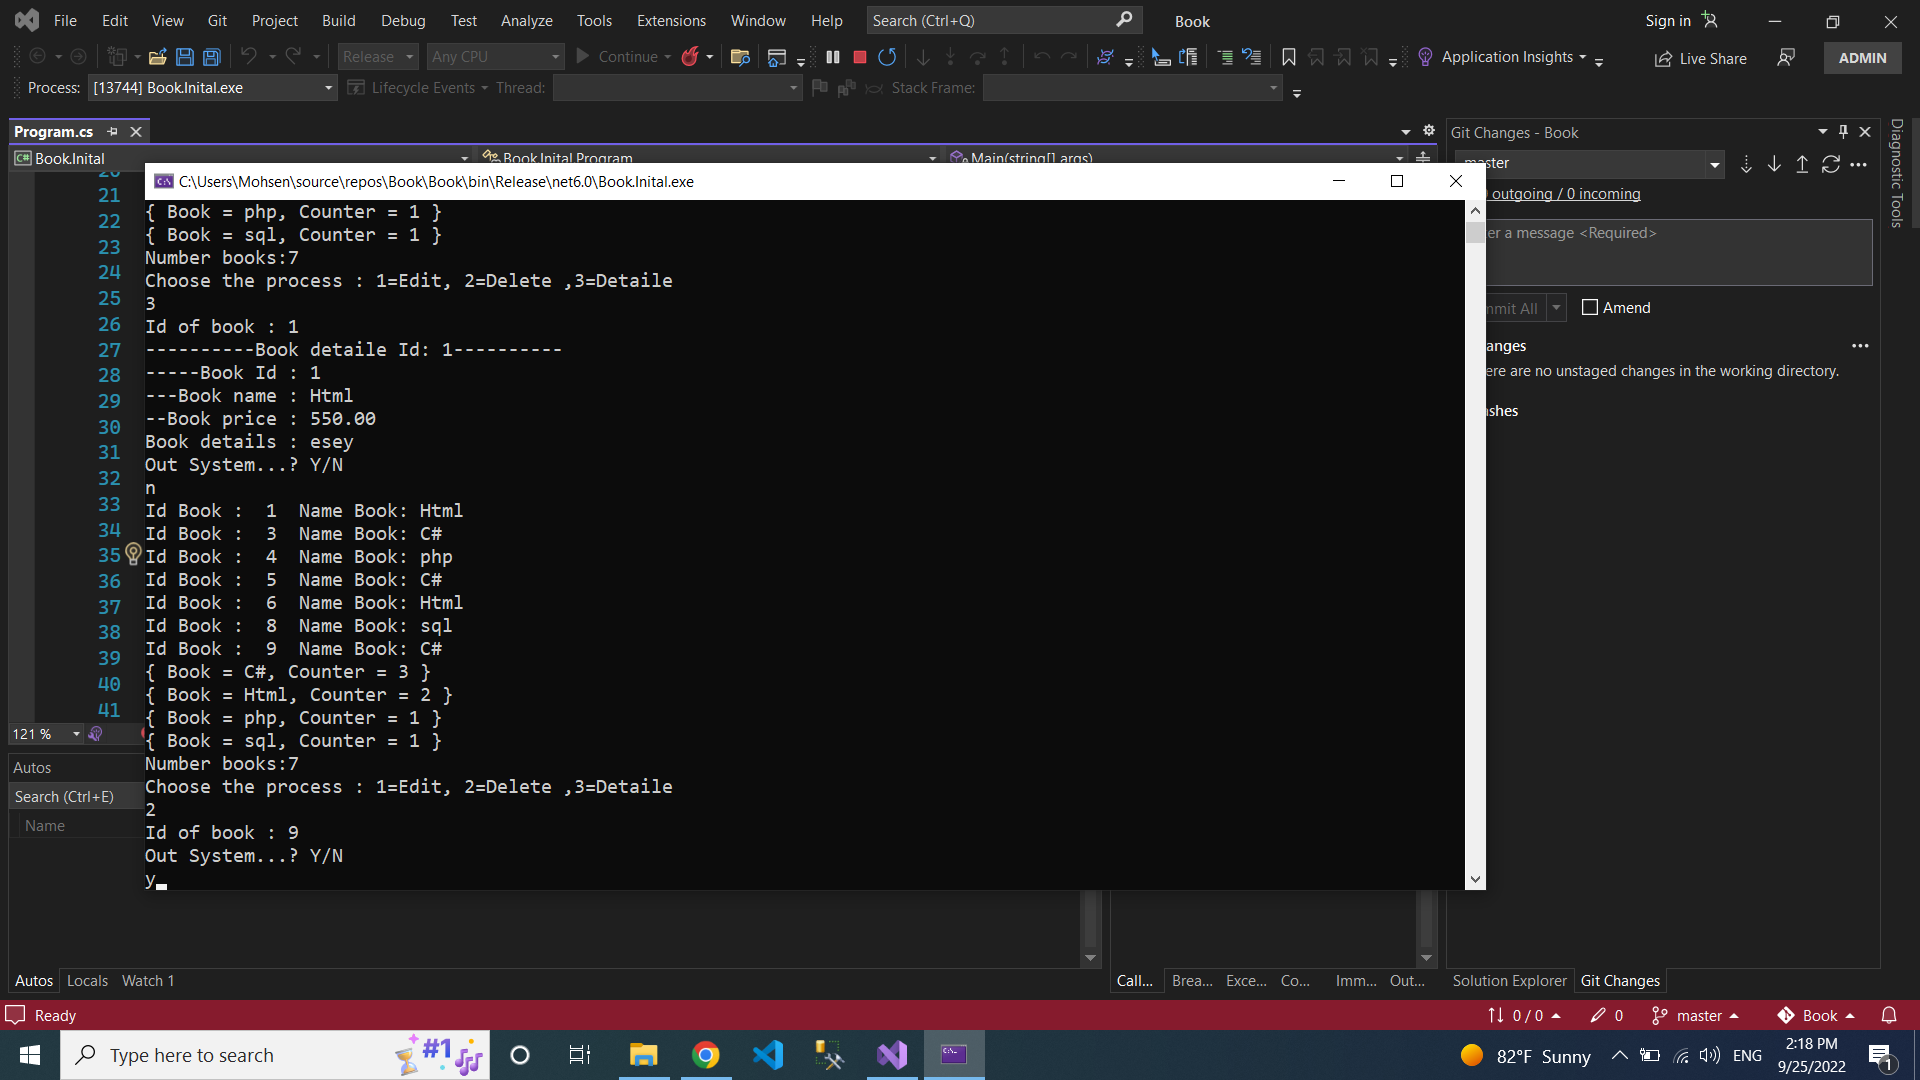 File Edit View Git Project Build Debug Test Analyze Tools Extensions Window Help Search (Ctrl+Q) Book Sign in
Release Any CPU Continue Application Insights Live Share ADMIN
Process: [13744] Book.Inital.exe Lifecycle Events Thread: Stack Frame:
Program.cs
Book.Inital Book.Inital.Program Main(string[] args)
C:\Users\Mohsen\source\repos\Book\Book\bin\Release\net6.0\Book.Inital.exe
{ Book = php, Counter = 1 }
{ Book = sql, Counter = 1 }
Number books:7
Choose the process : 1=Edit, 2=Delete ,3=Detaile
3
Id of book : 1
----------Book detaile Id: 1----------
-----Book Id : 1
---Book name : Html
--Book price : 550.00
Book details : esey
Out System...? Y/N
n
Id Book :  1  Name Book: Html
Id Book :  3  Name Book: C#
Id Book :  4  Name Book: php
Id Book :  5  Name Book: C#
Id Book :  6  Name Book: Html
Id Book :  8  Name Book: sql
Id Book :  9  Name Book: C#
{ Book = C#, Counter = 3 }
{ Book = Html, Counter = 2 }
{ Book = php, Counter = 1 }
{ Book = sql, Counter = 1 }
Number books:7
Choose the process : 1=Edit, 2=Delete ,3=Detaile
2
Id of book : 9
Out System...? Y/N
y
21
22
23
24
25
26
27
28
29
30
31
32
33
34
35
36
37
38
39
40
41
121 %
Autos
Search (Ctrl+E)
Name
Autos Locals Watch 1
Call... Brea... Exce... Co... Imm... Out...
Git Changes - Book
master
outgoing / 0 incoming
a message <Required>
All Amend
are no unstaged changes in the working directory.
Solution Explorer Git Changes
Diagnostic Tools
Ready 0 / 0 0 master Book
Type here to search #1 82°F Sunny ENG 2:18 PM
9/25/2022 1